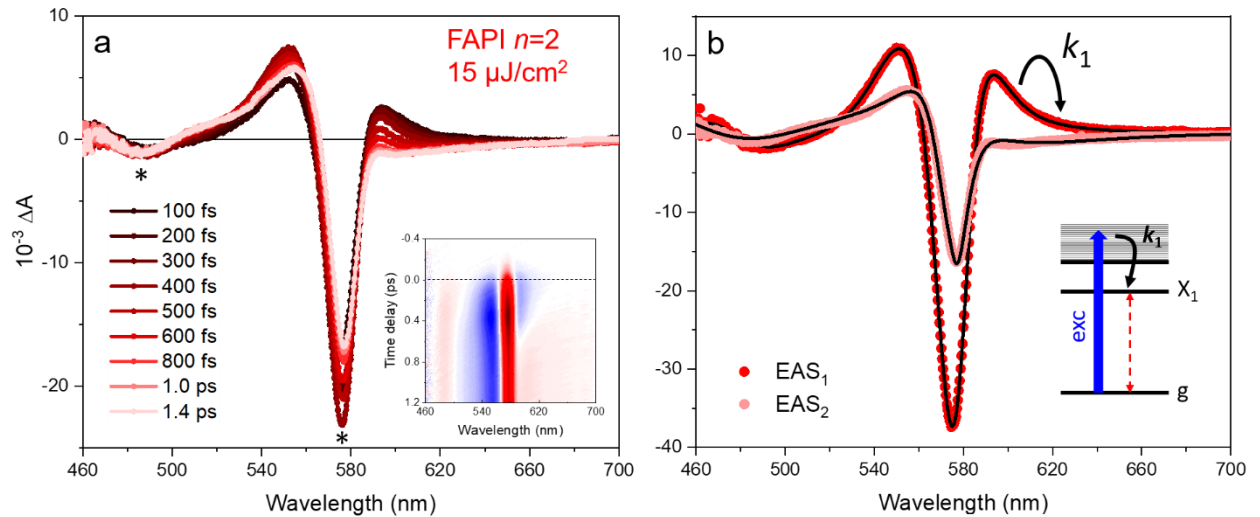 a
FAPI n=2
15 µJ/cm²
10⁻³ ΔA
10
0
-10
-20
*
*
100 fs
200 fs
300 fs
400 fs
500 fs
600 fs
800 fs
1.0 ps
1.4 ps
Time delay (ps)
-0.4
0.0
0.4
0.8
1.2
460 540 620 700
Wavelength (nm)
460 500 540 580 620 660 700
Wavelength (nm)
b
k₁
10
0
-10
-20
-30
-40
EAS₁
EAS₂
k₁
X₁
exc
g
460 500 540 580 620 660 700
Wavelength (nm)